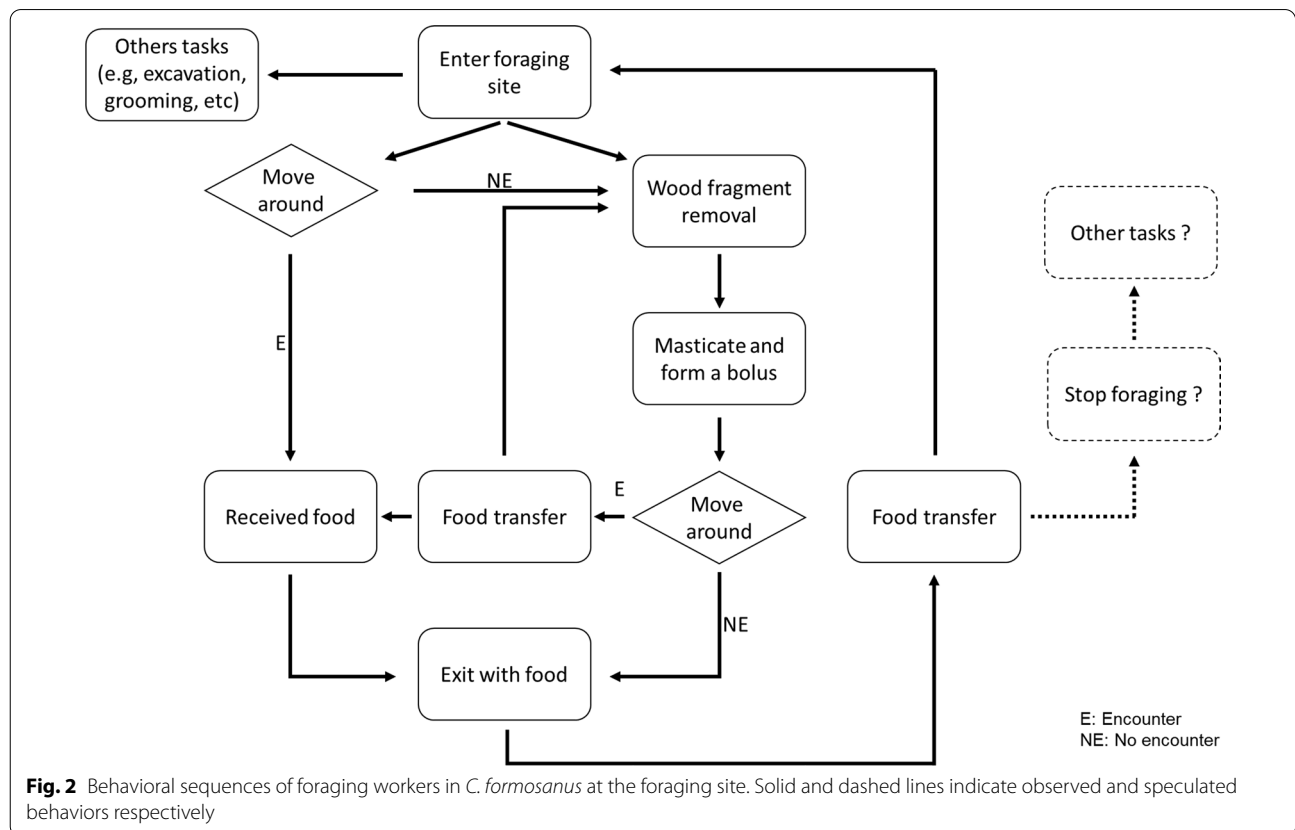 Others tasks
(e.g, excavation,
grooming, etc)
Enter foraging
site
Move
around
NE
Wood fragment
removal
Other tasks ?
E
Masticate and
form a bolus
Stop foraging ?
Received food
Food transfer
E
Move
around
Food transfer
NE
Exit with food
E: Encounter
NE: No encounter
Fig. 2 Behavioral sequences of foraging workers in C. formosanus at the foraging site. Solid and dashed lines indicate observed and speculated
behaviors respectively